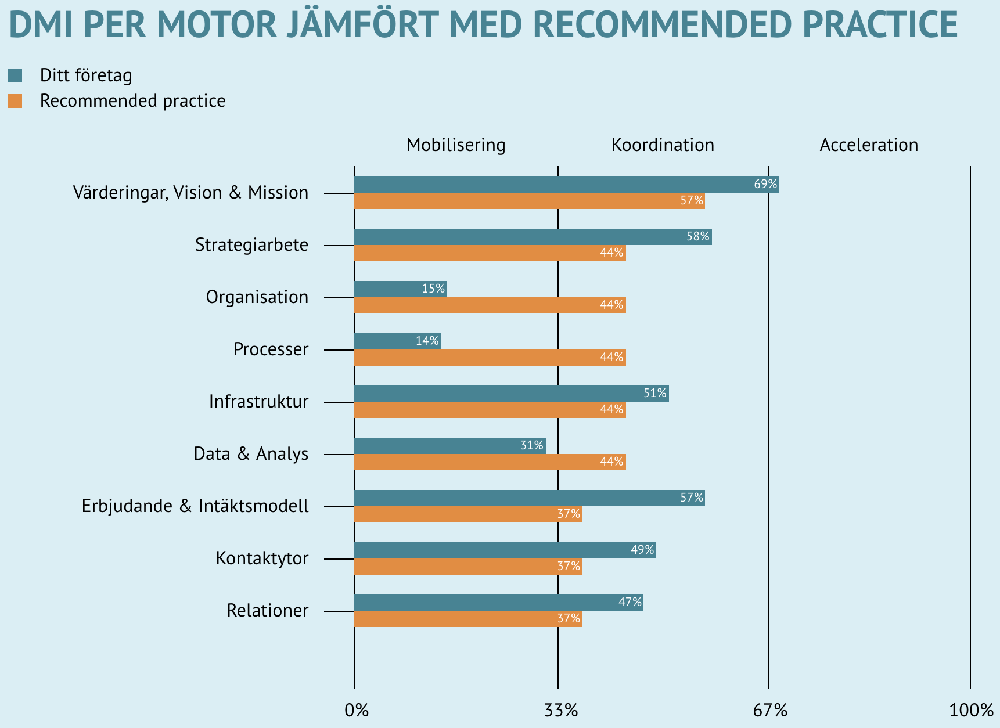 DMI PER MOTOR JÄMFÖRT MED RECOMMENDED PRACTICE
Ditt företag
Recommended practice
Mobilisering Koordination Acceleration
Värderingar, Vision & Mission
69%
57%
Strategiarbete
58%
44%
Organisation
15%
44%
Processer
14%
44%
Infrastruktur
51%
44%
Data & Analys
31%
44%
Erbjudande & Intäktsmodell
57%
37%
Kontaktytor
49%
37%
Relationer
47%
37%
0% 33% 67% 100%